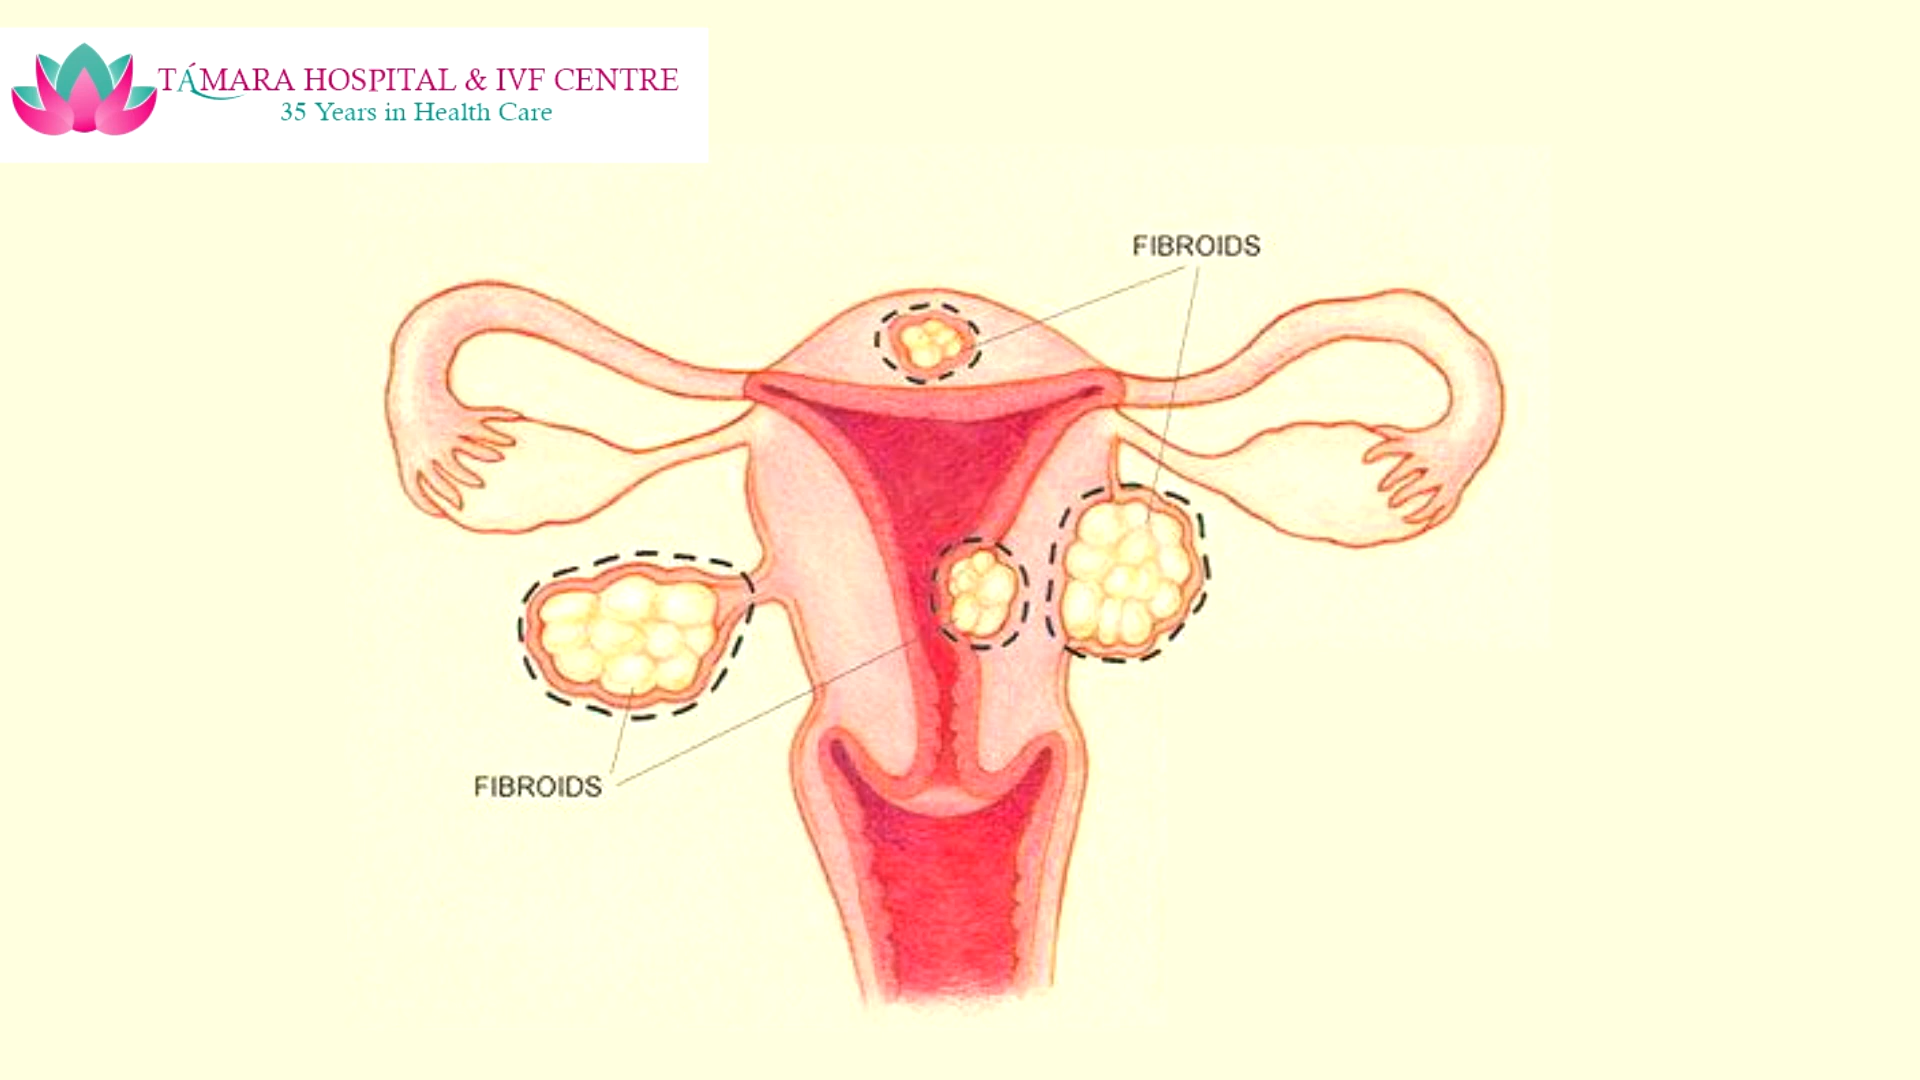 TÁMARA HOSPITAL & IVF CENTRE
35 Years in Health Care
FIBROIDS
FIBROIDS